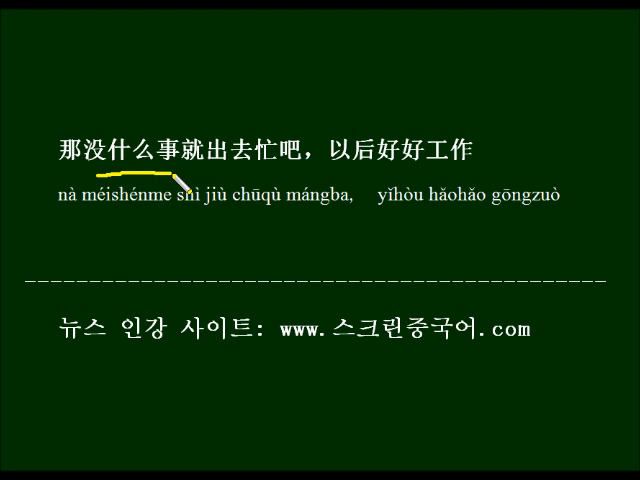 那没什么事就出去忙吧，以后好好工作
nà méishénme shì jiù chūqù mángba, yǐhòu hǎohǎo gōngzuò
뉴스 인강 사이트: www.스크린중국어.com